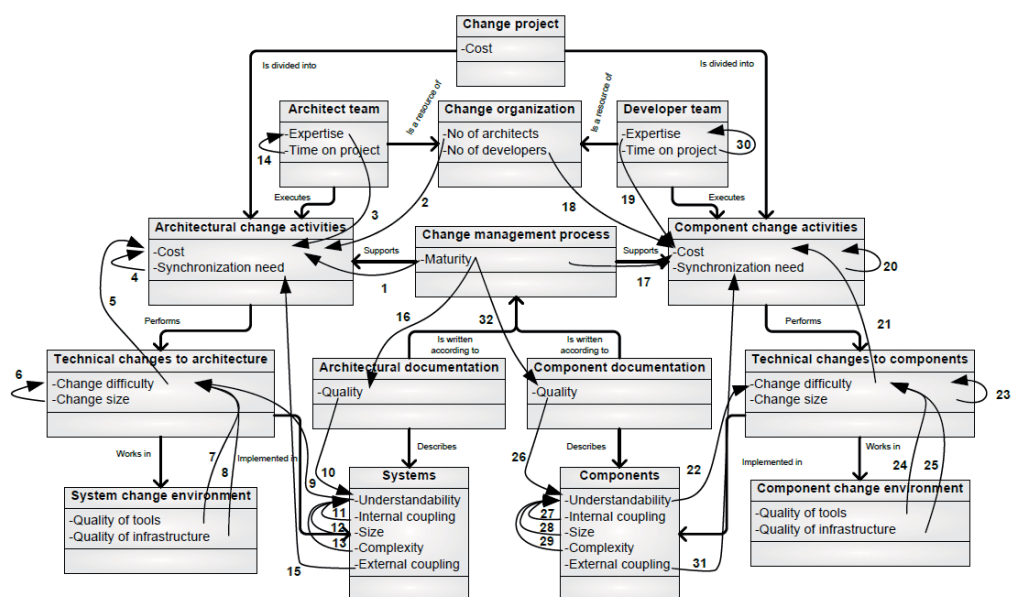 Change project
-Cost
Is divided into
Is divided into
Architect team
-Expertise
-Time on project
14
Is a resource of
Change organization
-No of architects
-No of developers
Is a resource of
Developer team
-Expertise
-Time on project
30
Executes
3
2
18
19
Executes
Architectural change activities
-Cost
-Synchronization need
4
Supports
1
Change management process
-Maturity
Supports
17
Component change activities
-Cost
-Synchronization need
20
5
Performs
16
32
Is written
according to
Is written
according to
Performs
21
Technical changes to architecture
-Change difficulty
-Change size
6
Architectural documentation
-Quality
Component documentation
-Quality
Technical changes to components
-Change difficulty
-Change size
23
Works in
7
8
Implemented in
9
10
Describes
26
Describes
22
Implemented in
Works in
24
25
System change environment
-Quality of tools
-Quality of infrastructure
Systems
-Understandability
-Internal coupling
-Size
-Complexity
-External coupling
11
12
13
15
Components
-Understandability
-Internal coupling
-Size
-Complexity
-External coupling
27
28
29
31
Component change environment
-Quality of tools
-Quality of infrastructure